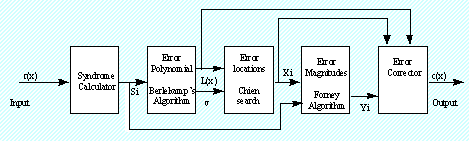 r(x)
Input
Syndrome
Calculator
Si
Error
Polynomial
Berlekamp's
Algorithm
L(x)
σ
Error
locations
Chien
search
Xi
Error
Magnitudes
Forney
Algorithm
Yi
Error
Corrector
c(x)
Output